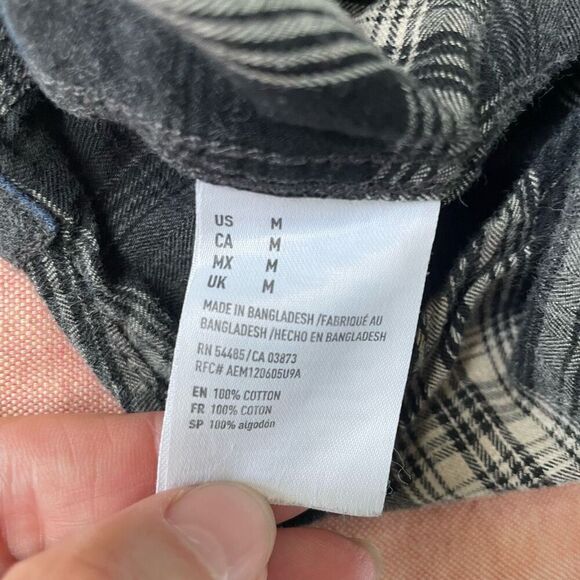 US M
CA M
MX M
UK M
MADE IN BANGLADESH /FABRIQUÉ AU
BANGLADESH /HECHO EN BANGLADESH
RN 54485/CA 03873
RFC# AEM120605U9A
EN 100% COTTON
FR 100% COTON
SP 100% algodón